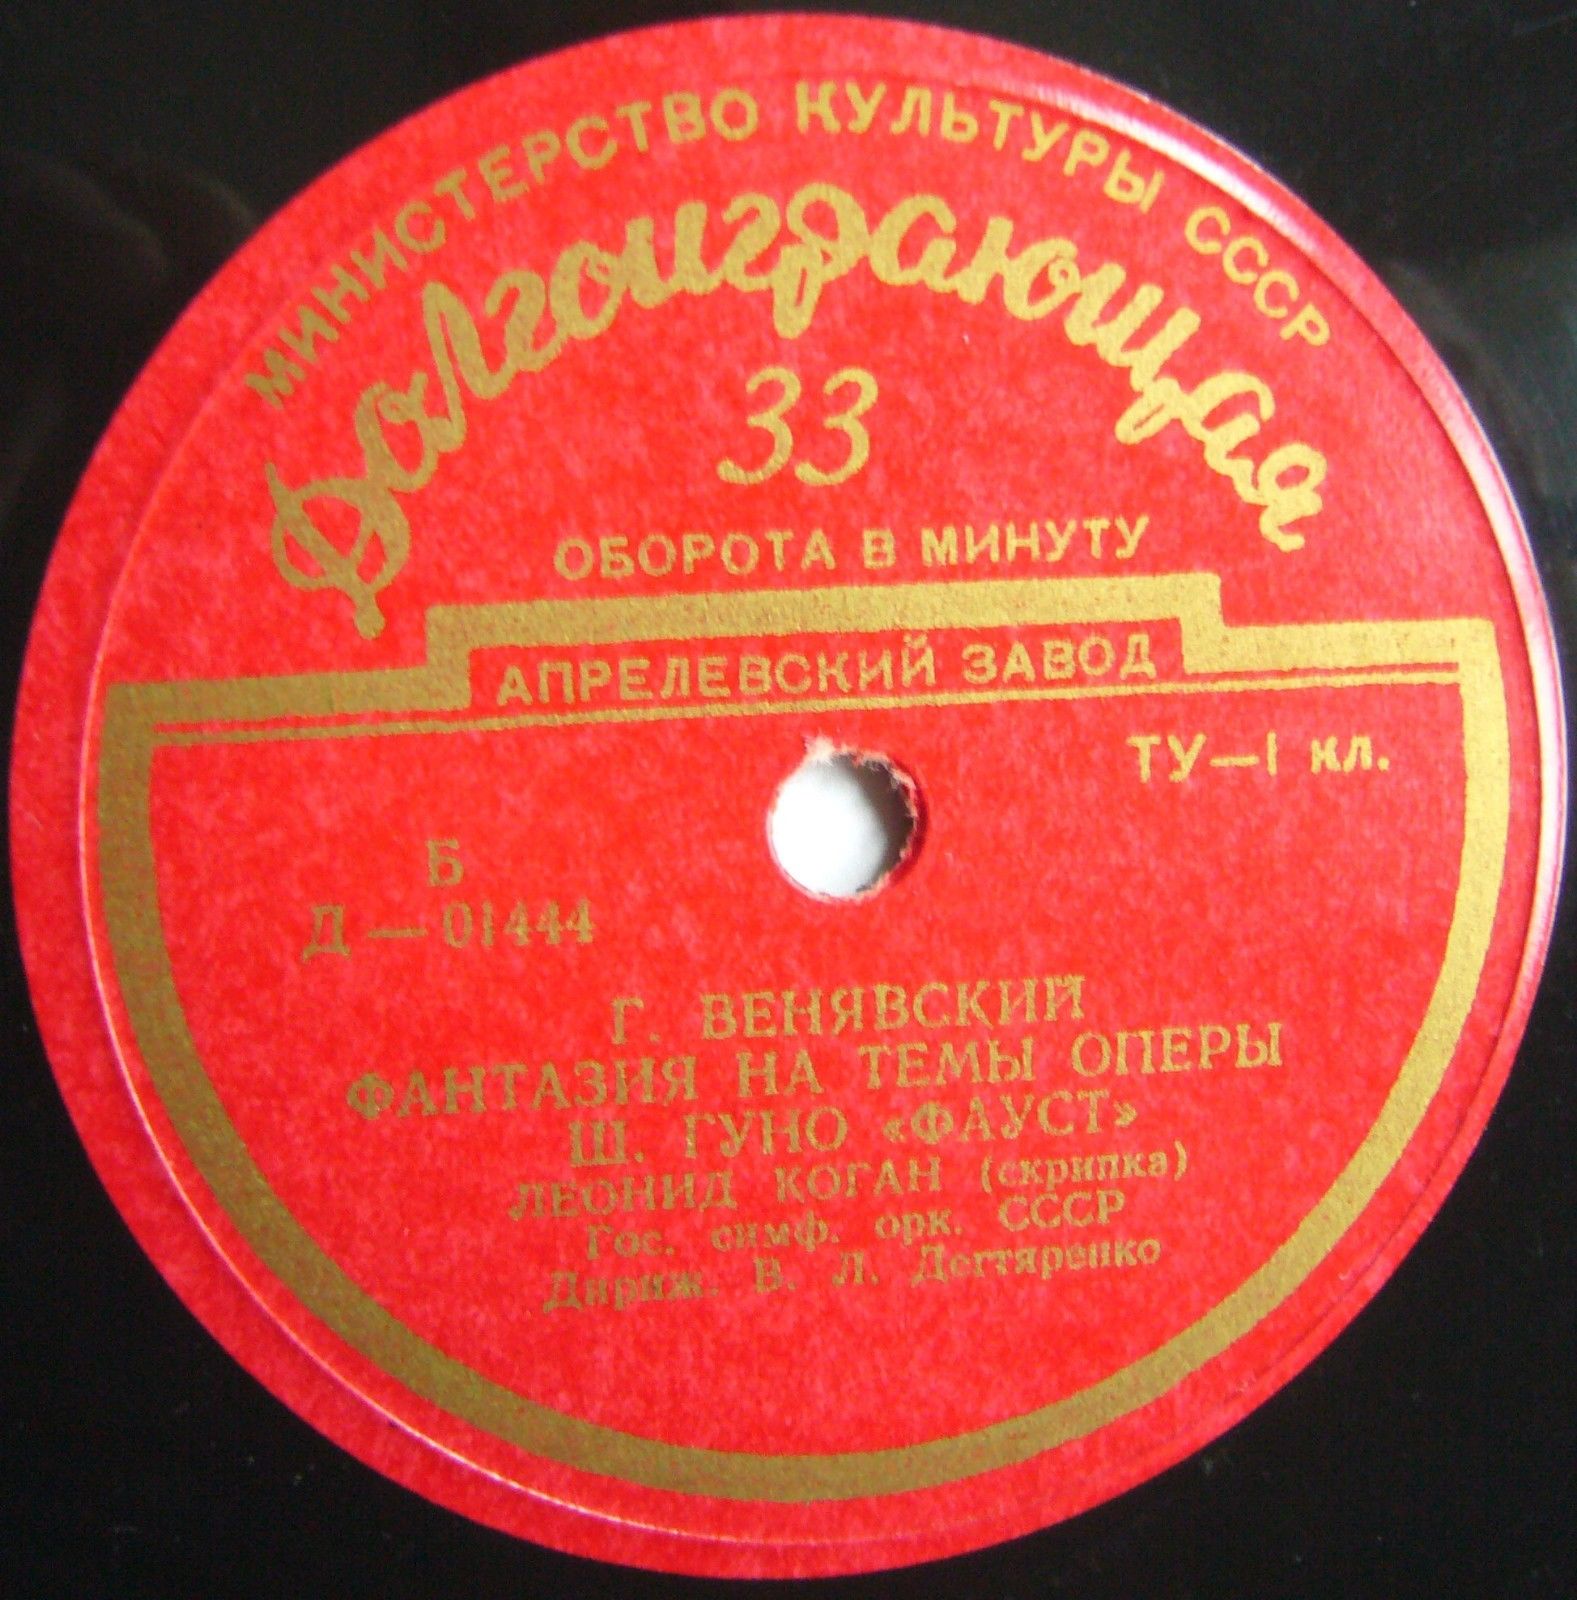 МИНИСТЕРСТВО КУЛЬТУРЫ СССР
Долгоиграющая
33
ОБОРОТА В МИНУТУ
АПРЕЛЕВСКИЙ ЗАВОД
ТУ—1 кл.
Б
Д — 01444
Г. ВЕНЯВСКИЙ
ФАНТАЗИЯ НА ТЕМЫ ОПЕРЫ
Ш. ГУНО «ФАУСТ»
ЛЕОНИД КОГАН (скрипка)
Гос. симф. орк. СССР
Дириж. В. Л. Дегтяренко